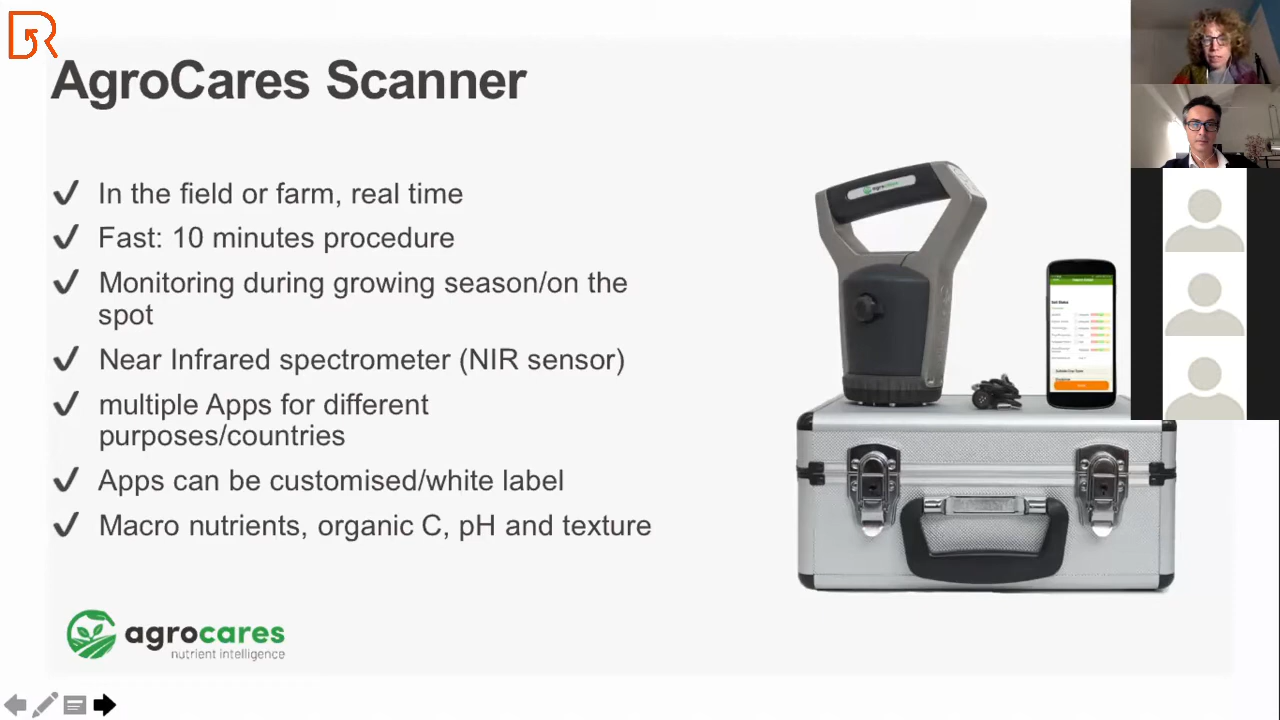 AgroCares Scanner
In the field or farm, real time
Fast: 10 minutes procedure
Monitoring during growing season/on the
spot
Near Infrared spectrometer (NIR sensor)
multiple Apps for different
purposes/countries
Apps can be customised/white label
Macro nutrients, organic C, pH and texture
agrocares
agrocares
nutrient intelligence